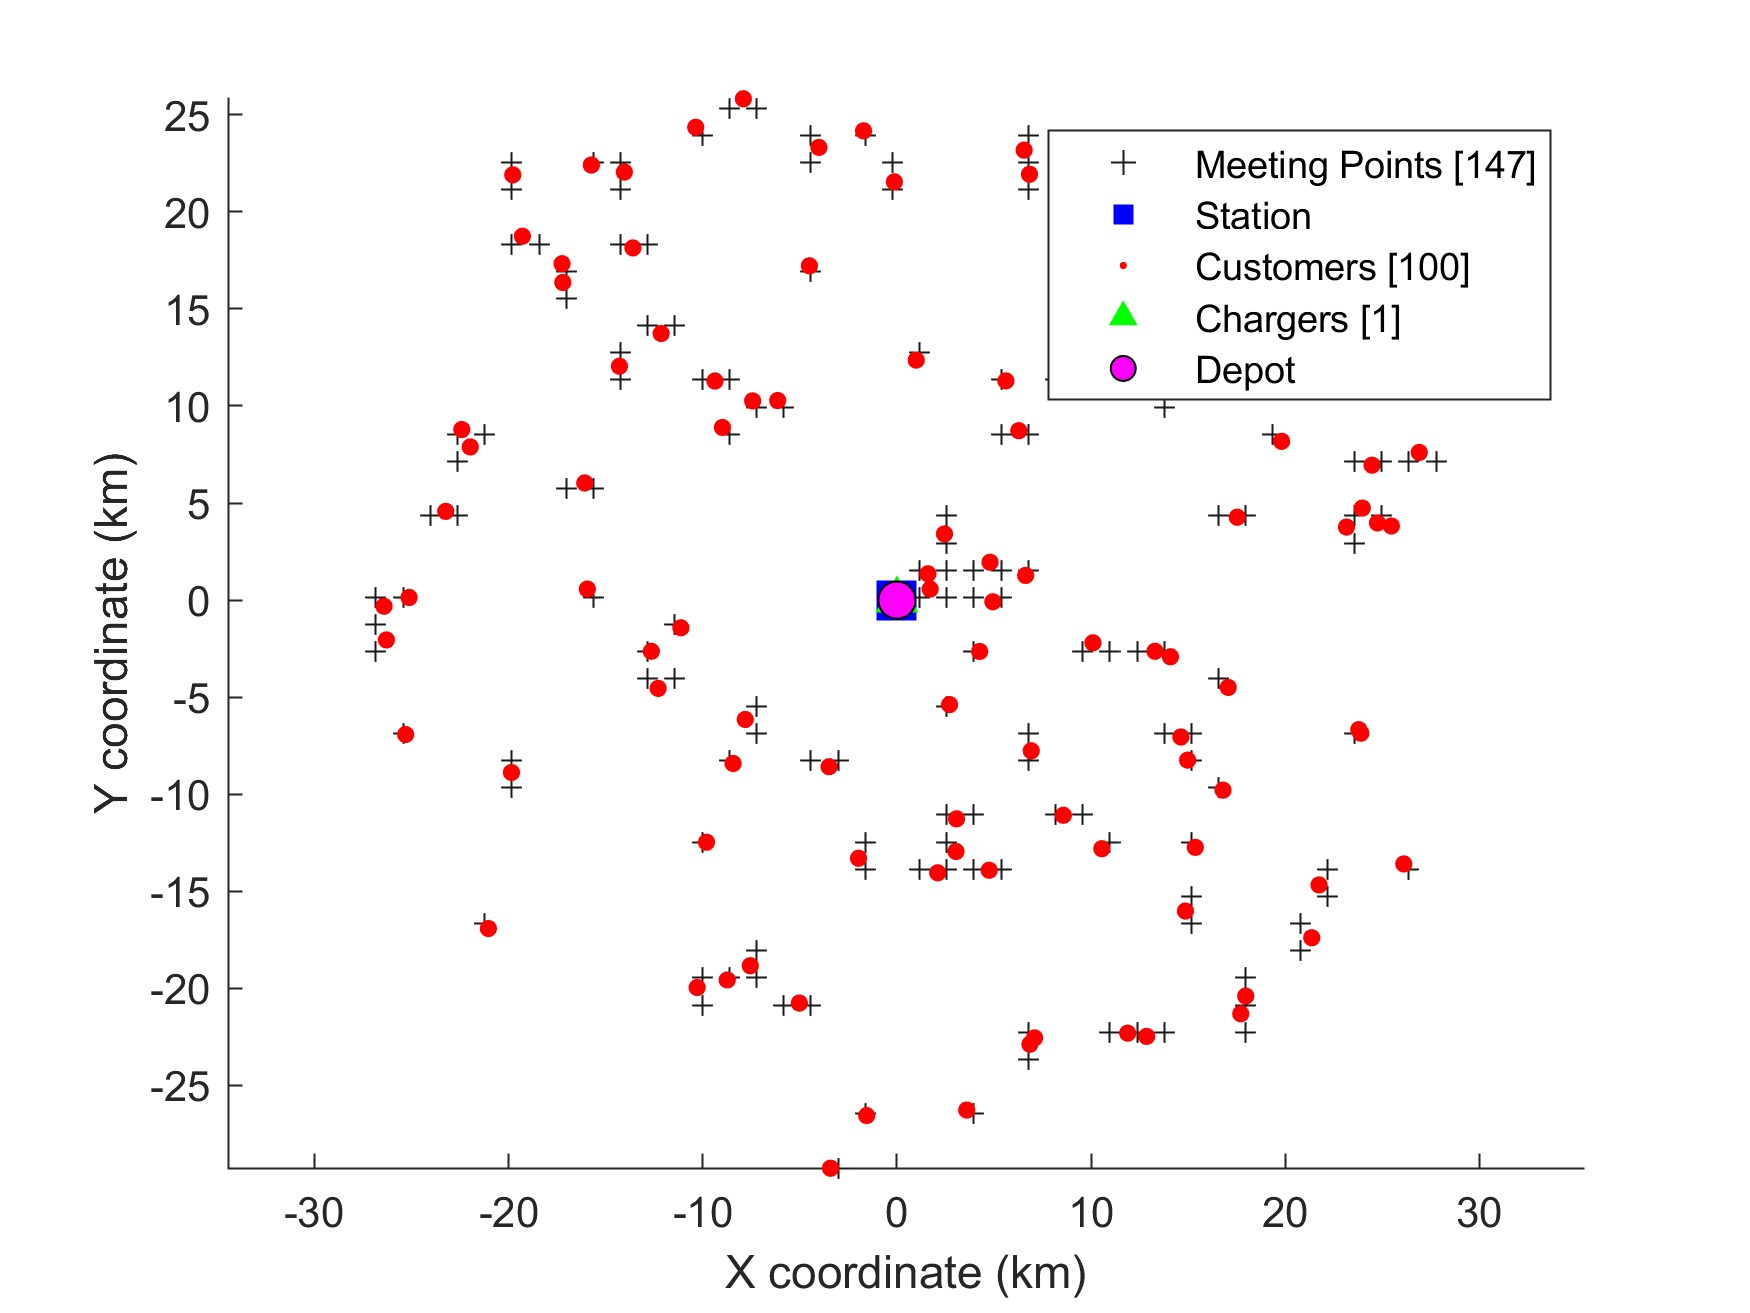 25
20
15
10
5
0
-5
-10
-15
-20
-25
Y coordinate (km)
Meeting Points [147]
Station
Customers [100]
Chargers [1]
Depot
-30 -20 -10 0 10 20 30
X coordinate (km)